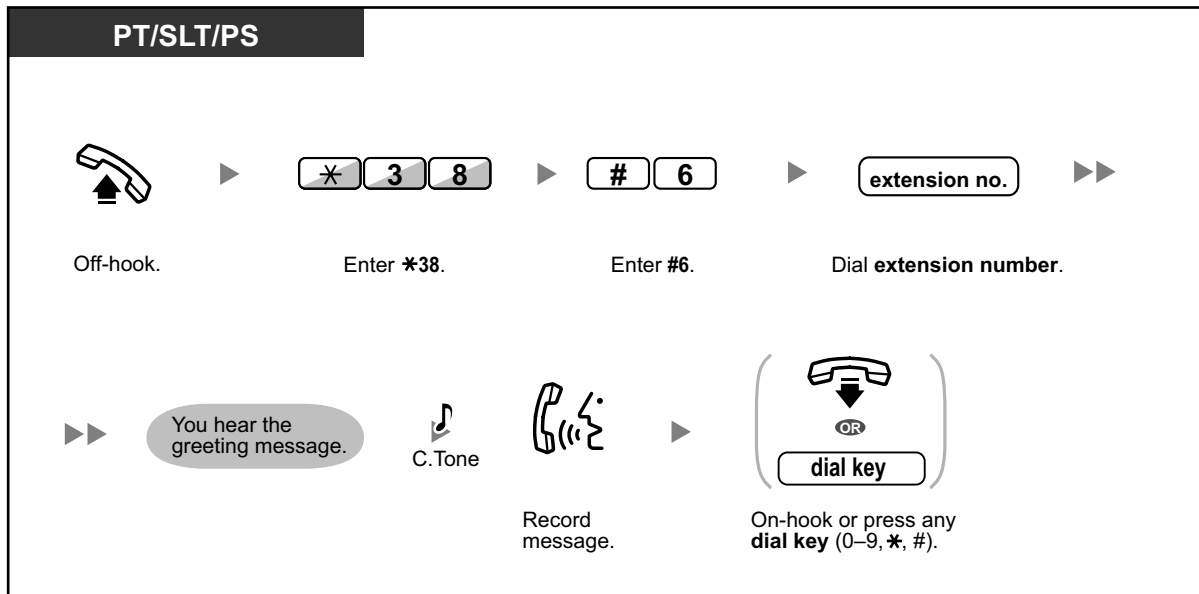 PT/SLT/PS
* 3 8
# 6
extension no.
Off-hook.
Enter *38.
Enter #6.
Dial extension number.
You hear the
greeting message.
C.Tone
OR
dial key
Record
message.
On-hook or press any
dial key (0–9, *, #).